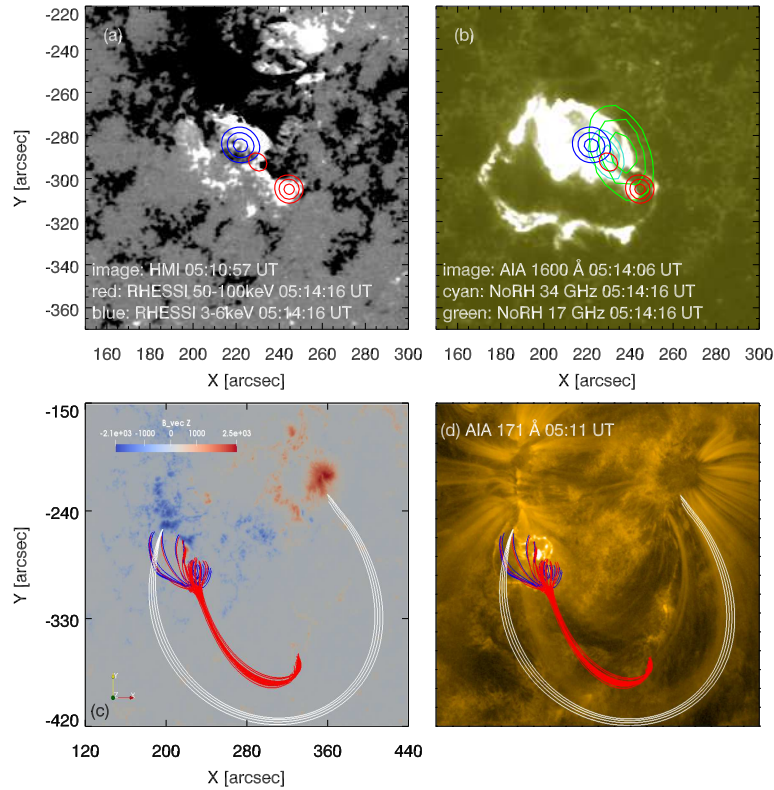 -220
-240
-260
-280
-300
-320
-340
-360
Y [arcsec]
(a)
image: HMI 05:10:57 UT
red: RHESSI 50-100keV 05:14:16 UT
blue: RHESSI 3-6keV 05:14:16 UT
160 180 200 220 240 260 280 300
X [arcsec]
(b)
image: AIA 1600 Å 05:14:06 UT
cyan: NoRH 34 GHz 05:14:16 UT
green: NoRH 17 GHz 05:14:16 UT
160 180 200 220 240 260 280 300
X [arcsec]
-150
-240
-330
-420
Y [arcsec]
B_vec Z
-2.1e+03 -1000 0 1000 2.5e+03
(c)
120 200 280 360 440
X [arcsec]
(d) AIA 171 Å 05:11 UT